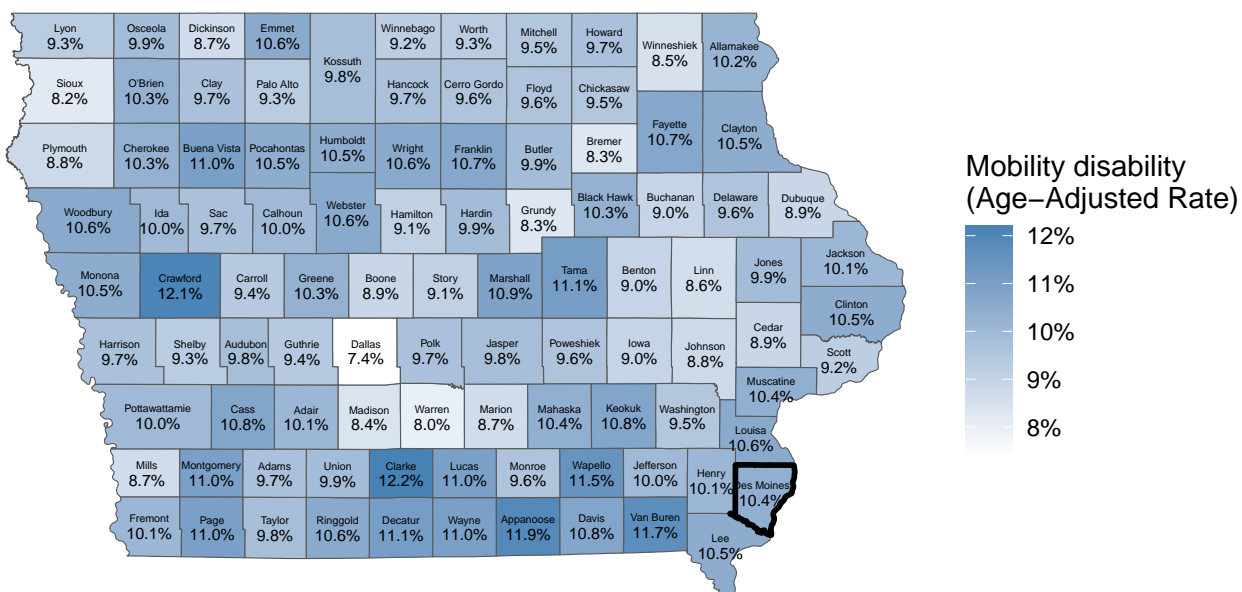 Lyon
9.3%
Osceola
9.9%
Dickinson
8.7%
Emmet
10.6%
Kossuth
9.8%
Winnebago
9.2%
Worth
9.3%
Mitchell
9.5%
Howard
9.7%
Winneshiek
8.5%
Allamakee
10.2%
Sioux
8.2%
O'Brien
10.3%
Clay
9.7%
Palo Alto
9.3%
Hancock
9.7%
Cerro Gordo
9.6%
Floyd
9.6%
Chickasaw
9.5%
Fayette
10.7%
Clayton
10.5%
Plymouth
8.8%
Cherokee
10.3%
Buena Vista
11.0%
Pocahontas
10.5%
Humboldt
10.5%
Wright
10.6%
Franklin
10.7%
Butler
9.9%
Bremer
8.3%
Woodbury
10.6%
Ida
10.0%
Sac
9.7%
Calhoun
10.0%
Webster
10.6%
Hamilton
9.1%
Hardin
9.9%
Grundy
8.3%
Black Hawk
10.3%
Buchanan
9.0%
Delaware
9.6%
Dubuque
8.9%
Monona
10.5%
Crawford
12.1%
Carroll
9.4%
Greene
10.3%
Boone
8.9%
Story
9.1%
Marshall
10.9%
Tama
11.1%
Benton
9.0%
Linn
8.6%
Jones
9.9%
Jackson
10.1%
Clinton
10.5%
Harrison
9.7%
Shelby
9.3%
Audubon
9.8%
Guthrie
9.4%
Dallas
7.4%
Polk
9.7%
Jasper
9.8%
Poweshiek
9.6%
Iowa
9.0%
Johnson
8.8%
Cedar
8.9%
Scott
9.2%
Muscatine
10.4%
Pottawattamie
10.0%
Cass
10.8%
Adair
10.1%
Madison
8.4%
Warren
8.0%
Marion
8.7%
Mahaska
10.4%
Keokuk
10.8%
Washington
9.5%
Louisa
10.6%
Mills
8.7%
Montgomery
11.0%
Adams
9.7%
Union
9.9%
Clarke
12.2%
Lucas
11.0%
Monroe
9.6%
Wapello
11.5%
Jefferson
10.0%
Henry
10.1%
Des Moines
10.4%
Fremont
10.1%
Page
11.0%
Taylor
9.8%
Ringgold
10.6%
Decatur
11.1%
Wayne
11.0%
Appanoose
11.9%
Davis
10.8%
Van Buren
11.7%
Lee
10.5%
Mobility disability
(Age−Adjusted Rate)
12%
11%
10%
9%
8%